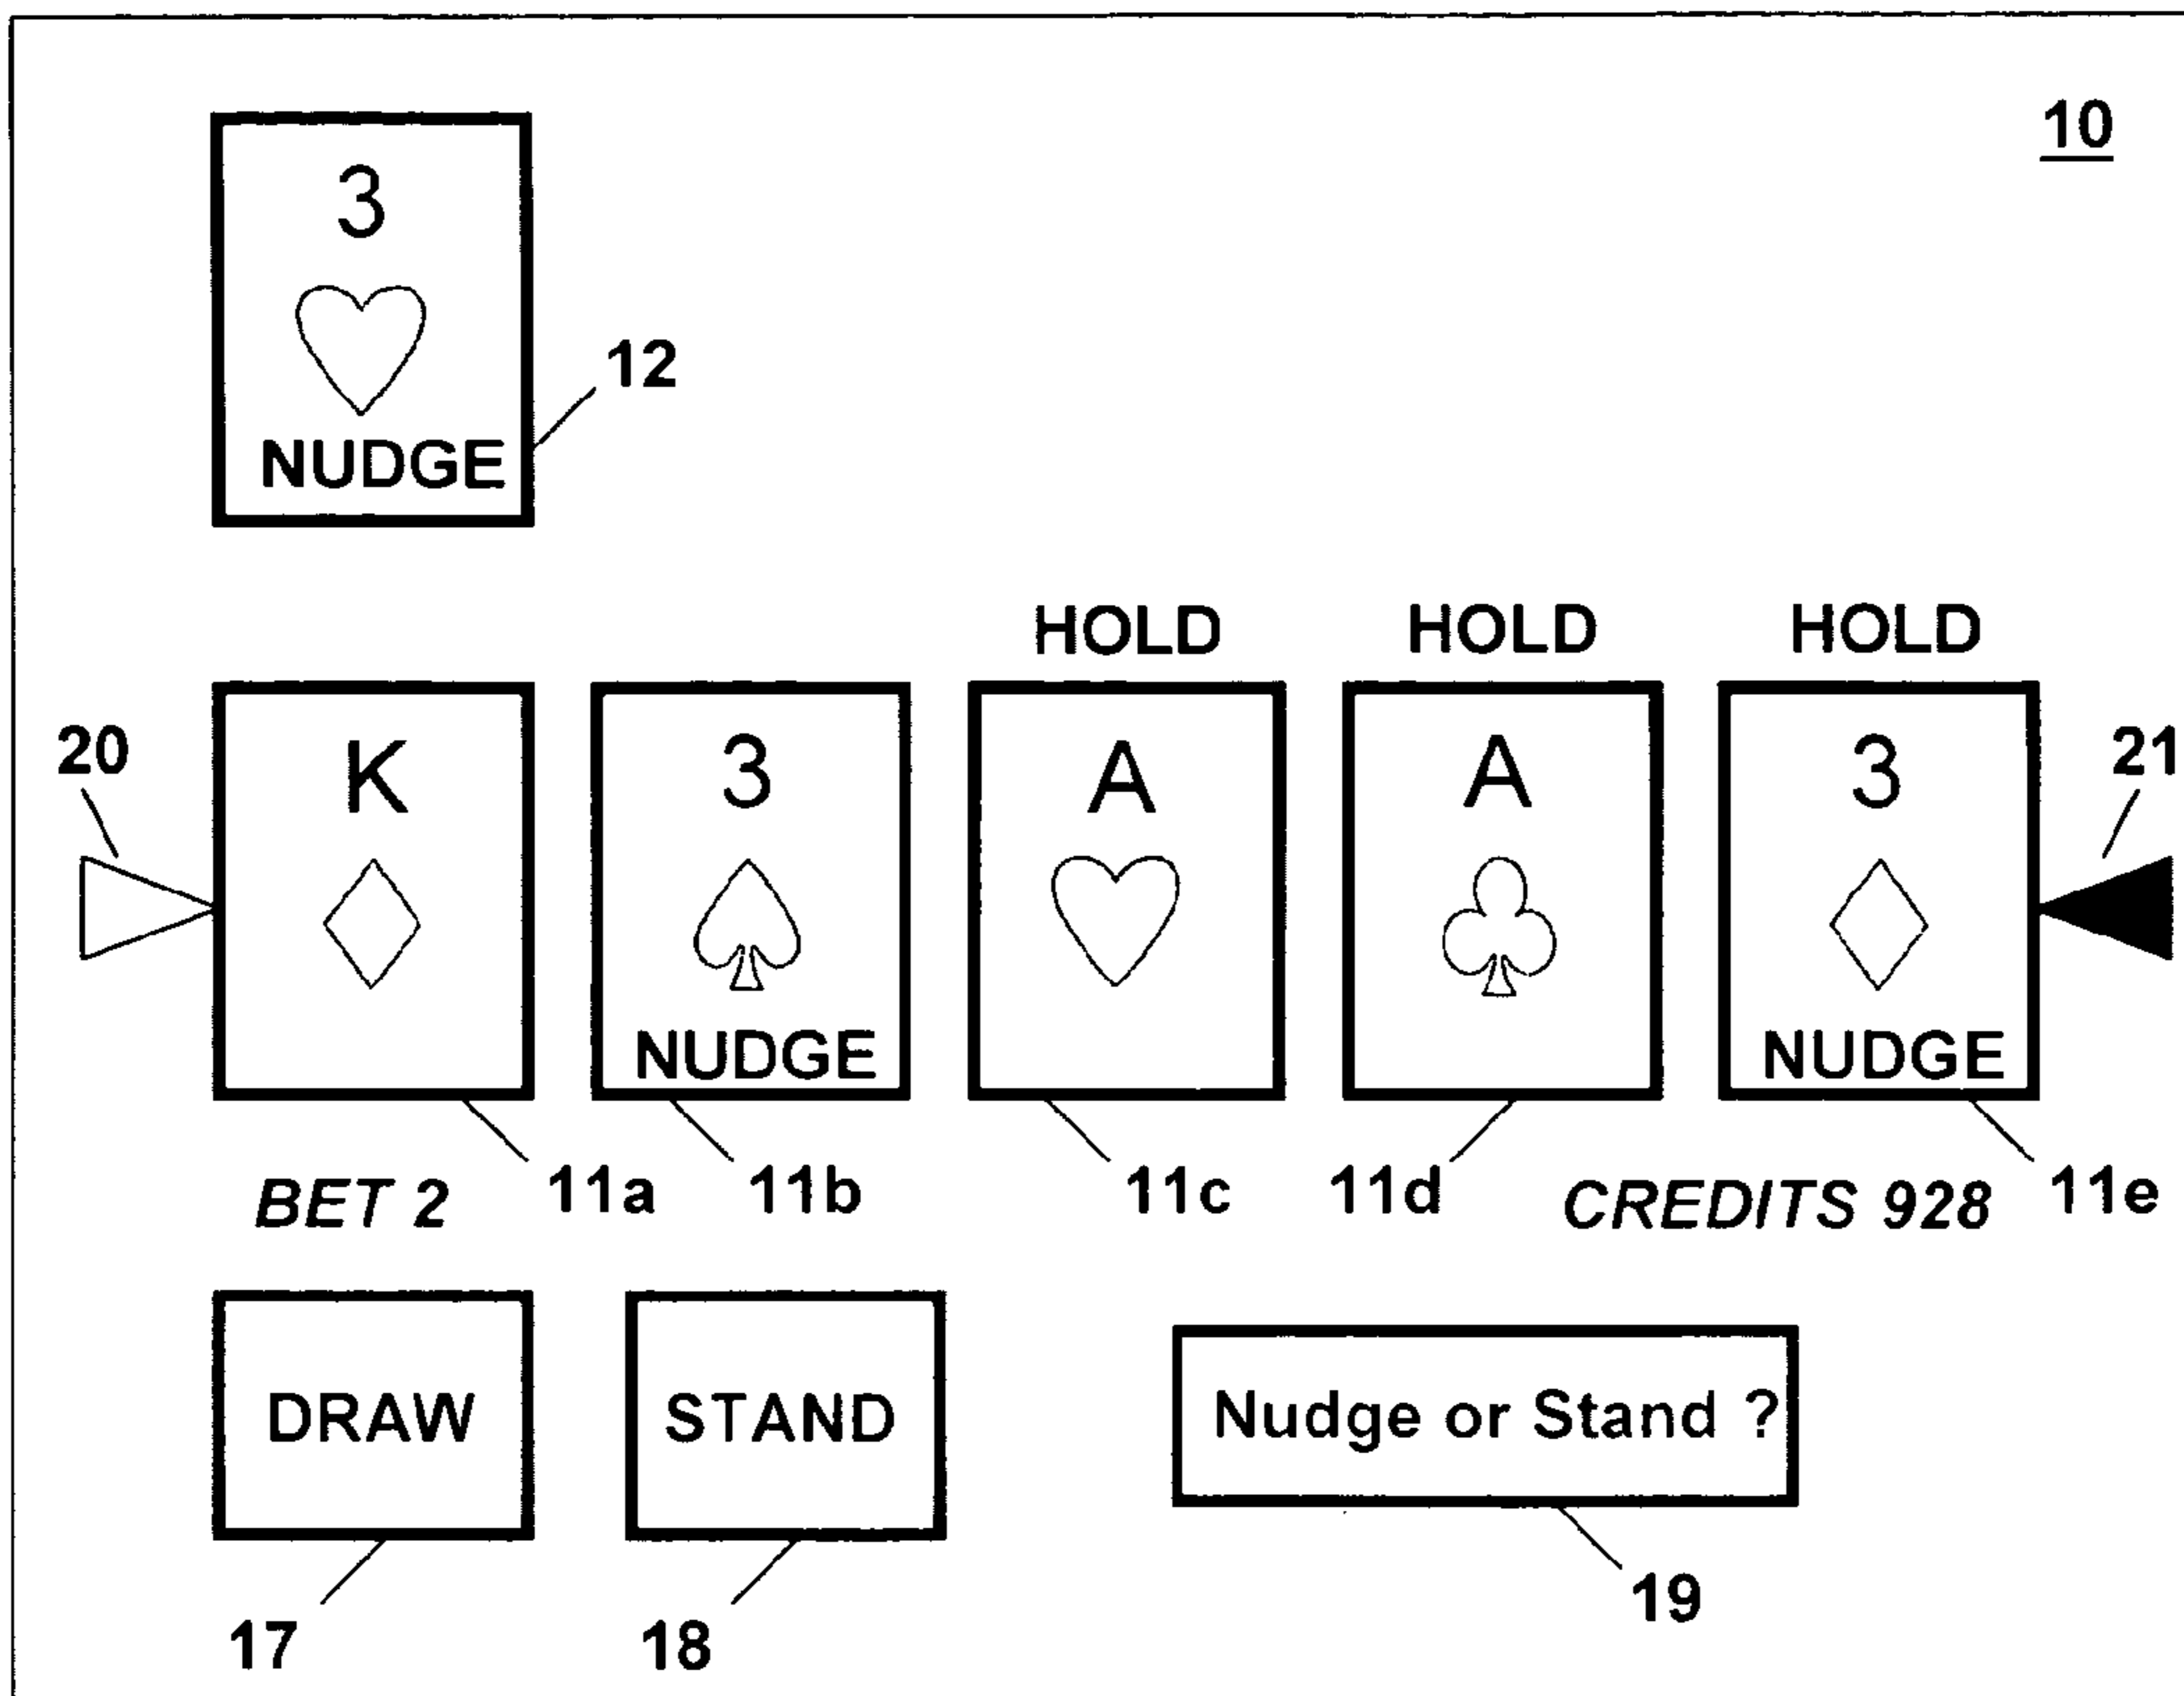 10
3
12
NUDGE
HOLD HOLD HOLD
20 K 3 A A 3 21
NUDGE NUDGE
BET 2 11a 11b 11c 11d CREDITS 928 11e
DRAW STAND Nudge or Stand ?
17 18 19